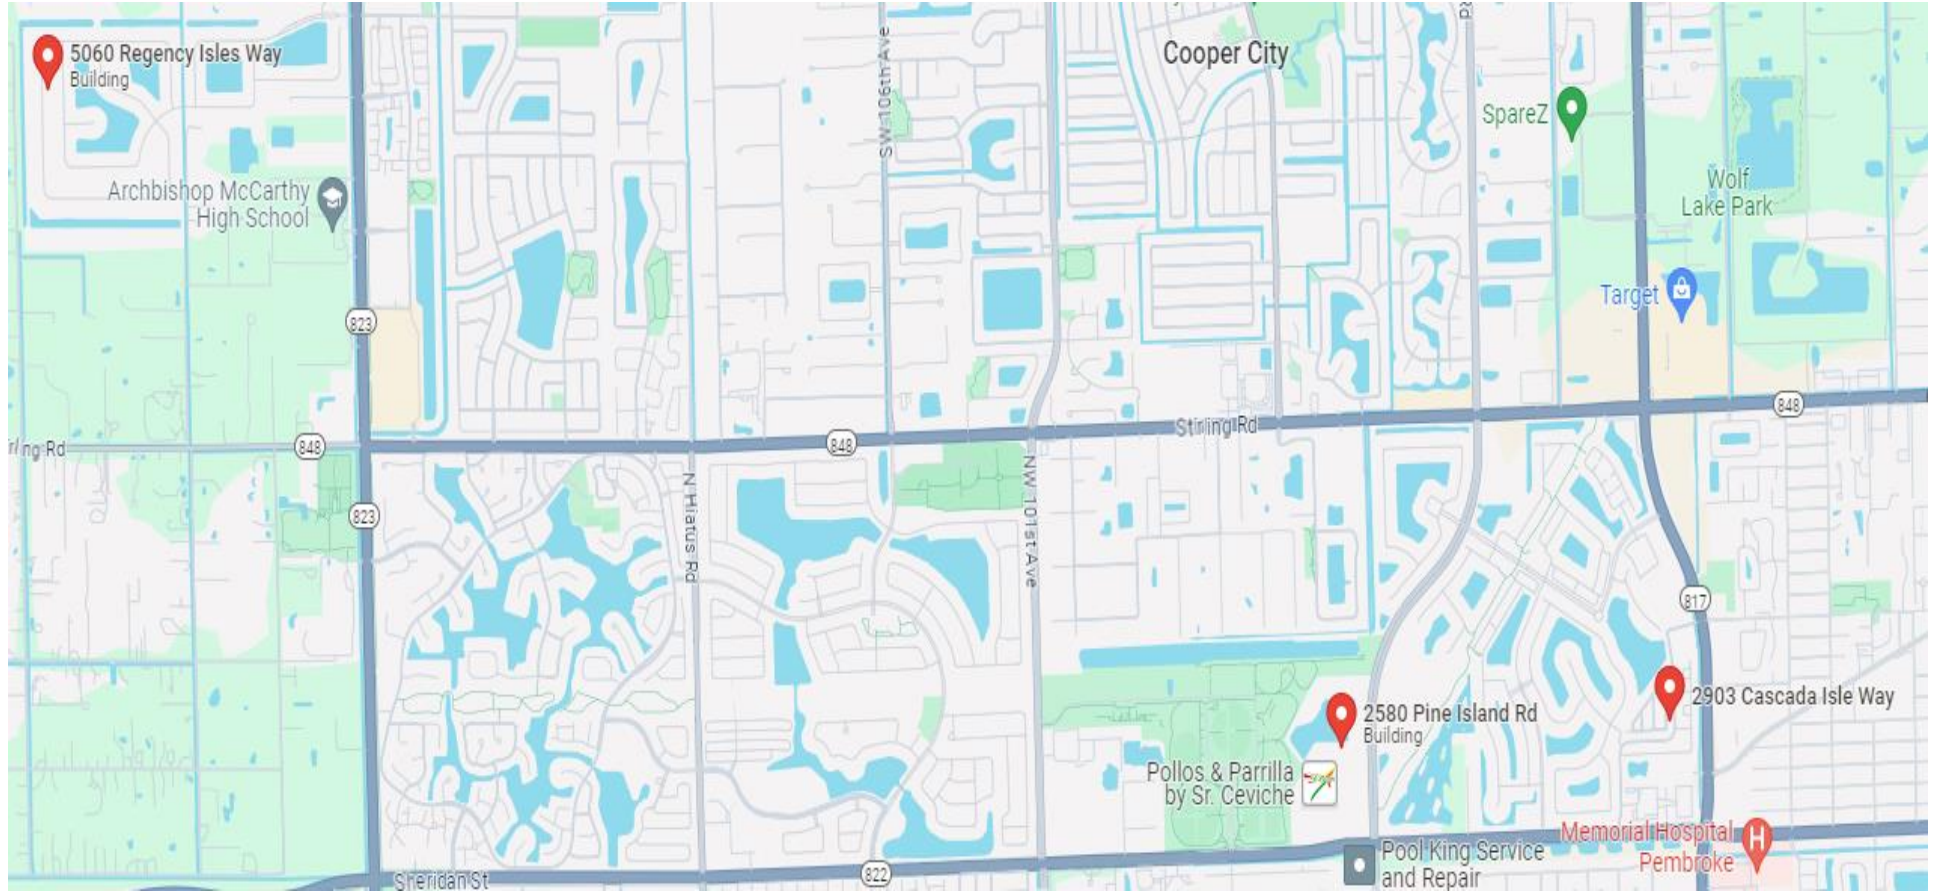 5060 Regency Isles Way
Building
SW 106th Ave
Cooper City
SpareZ
Archbishop McCarthy
High School
Wolf
Lake Park
Target
823
848
Stirling Rd
ng Rd
848
848
823
N Hiatus Rd
NW 101st Ave
817
2903 Cascada Isle Way
2580 Pine Island Rd
Building
Pollos & Parrilla
by Sr. Ceviche
Memorial Hospital
Pembroke
H
Pool King Service
and Repair
822
Sheridan St